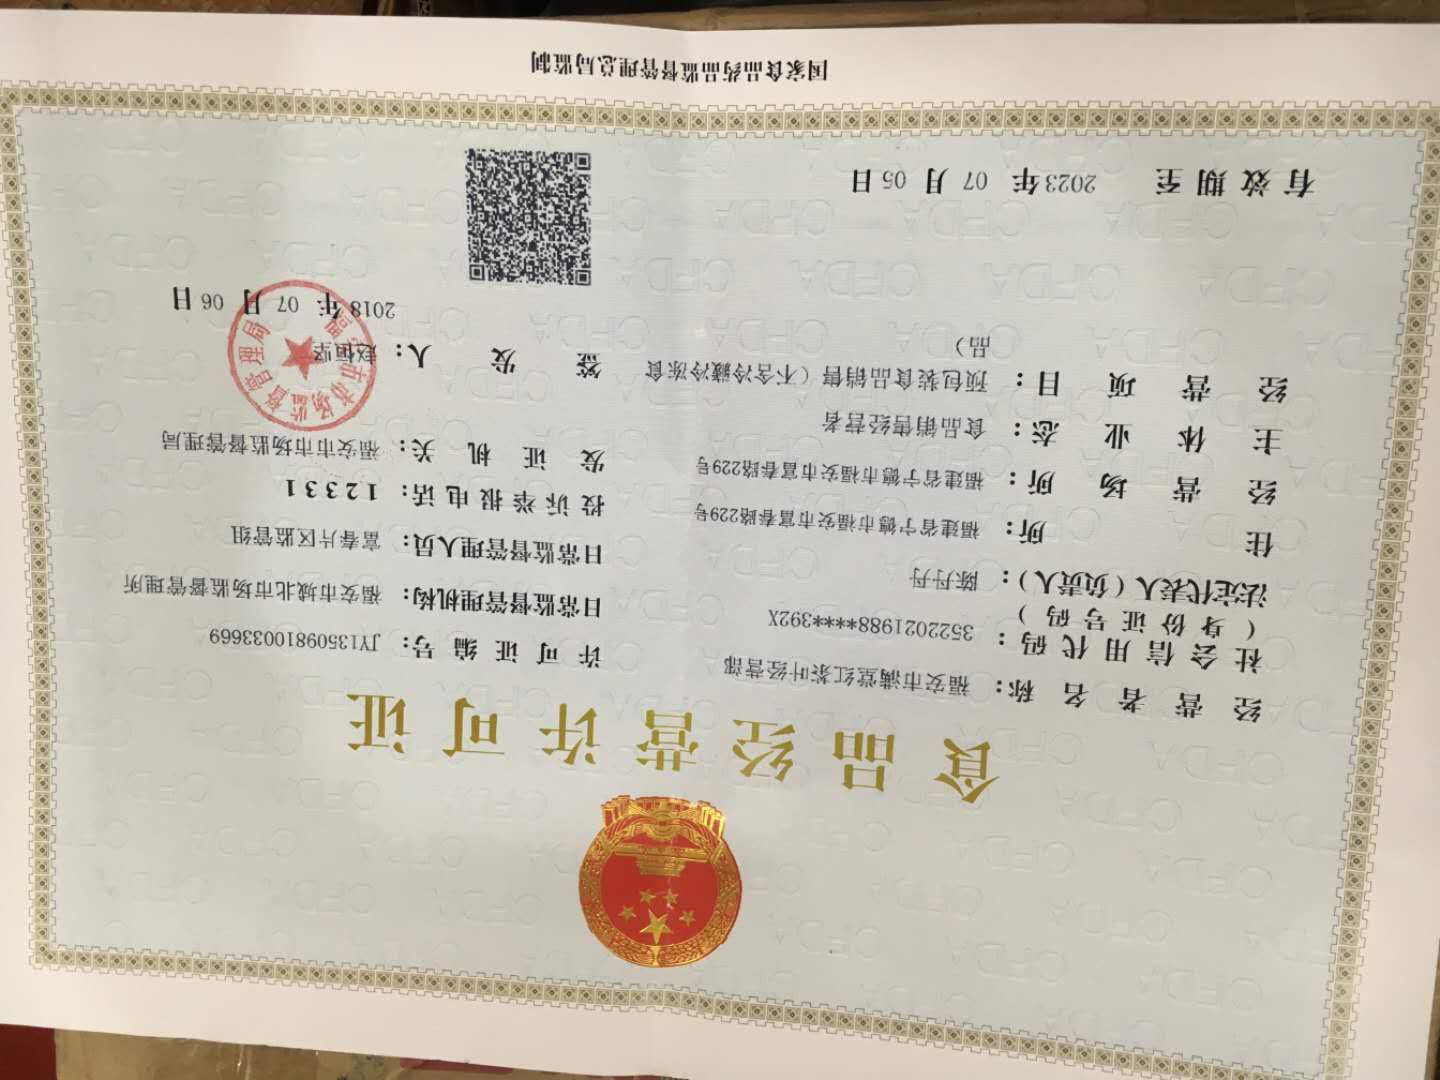 食品经营许可证
经营者名称：福安市满堂红茶叶经营部
社会信用代码：3522021988****392X
（身份证号码）
法定代表人（负责人）：陈丹丹
住所：福建省宁德市福安市富春路229号
经营场所：福建省宁德市福安市富春路229号
主体业态：食品销售经营者
经营项目：预包装食品销售（不含冷藏冷冻食
品）
许可证编号：JY13509810033669
日常监督管理机构：福安市城北市场监督管理所
日常监督管理人员：富春片区监管组
投诉举报电话：12331
发证机关：福安市市场监督管理局
签发人：赵恒坚
福安市市场监督管理局
2018年07月06日
有效期至 2023年07月05日
国家食品药品监督管理总局监制
CFDA